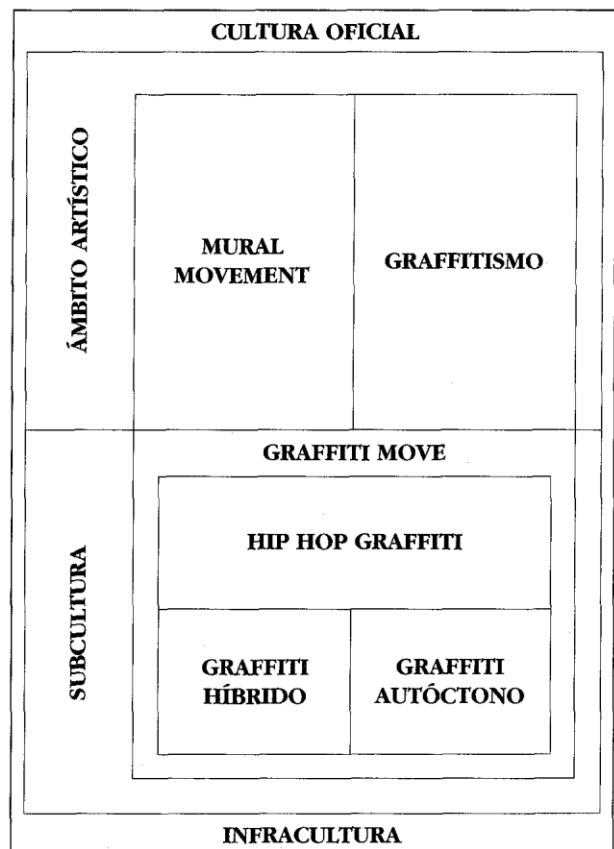 CULTURA OFICIAL
ÁMBITO ARTÍSTICO
MURAL
MOVEMENT
GRAFFITISMO
SUBCULTURA
GRAFFITI MOVE
HIP HOP GRAFFITI
GRAFFITI
HÍBRIDO
GRAFFITI
AUTÓCTONO
INFRACULTURA